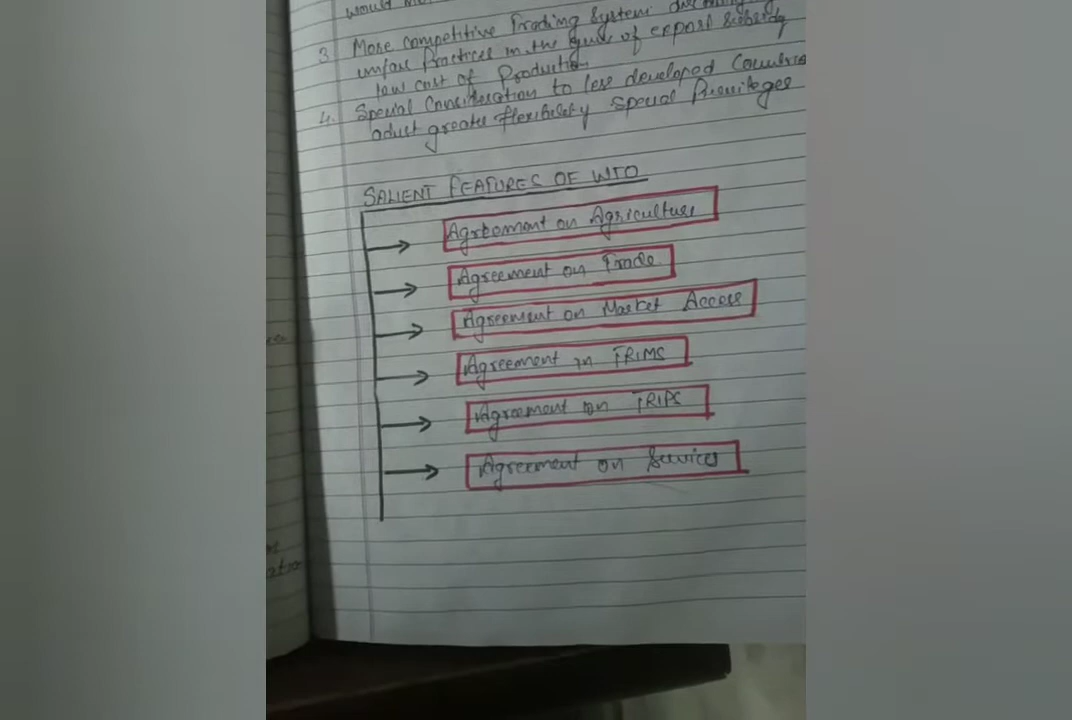 would
3 More competitive Trading System
unfair Practices in the guise of export subsidy
low cost of Production
4. Special Consideration to less developed Countries
aduct greater flexibility special Privileges
SALIENT FEATURES OF WTO
Agreement on Agriculture
Agreement on Trade
Agreement on Market Access
Agreement on TRIMS
Agreement on TRIPS
Agreement on Services